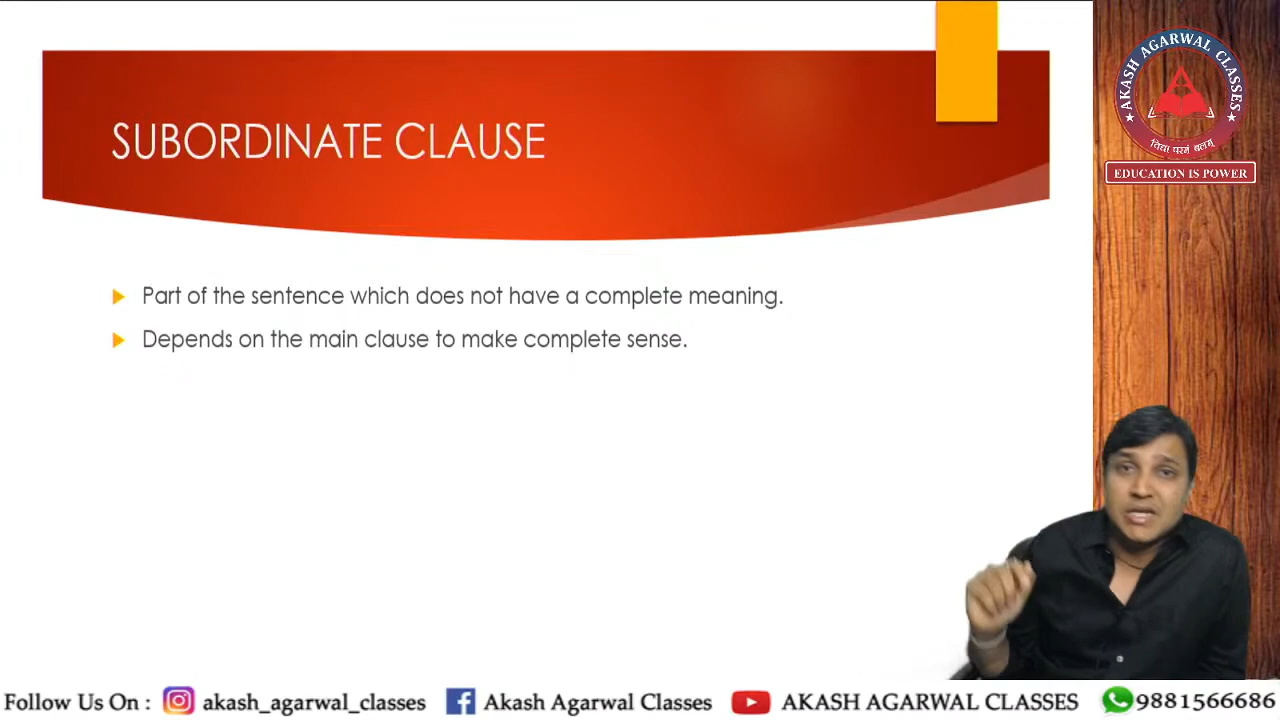 SUBORDINATE CLAUSE
Part of the sentence which does not have a complete meaning.
Depends on the main clause to make complete sense.
AKASH AGARWAL CLASSES
विद्या परमं बलम्
EDUCATION IS POWER
Follow Us On : akash_agarwal_classes Akash Agarwal Classes AKASH AGARWAL CLASSES 9881566686